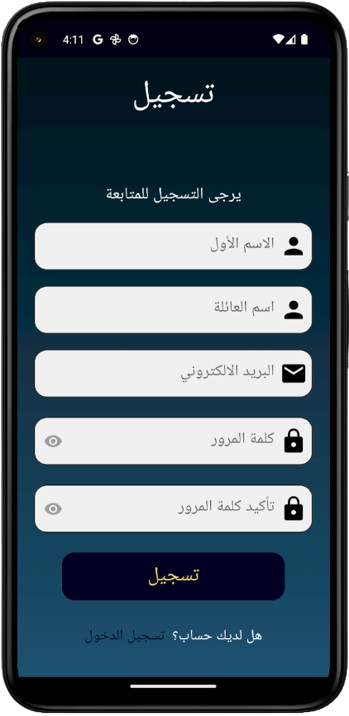 4:11
تسجيل
يرجى التسجيل للمتابعة
الاسم الأول
اسم العائلة
البريد الالكتروني
كلمة المرور
تأكيد كلمة المرور
تسجيل
هل لديك حساب؟ تسجيل الدخول